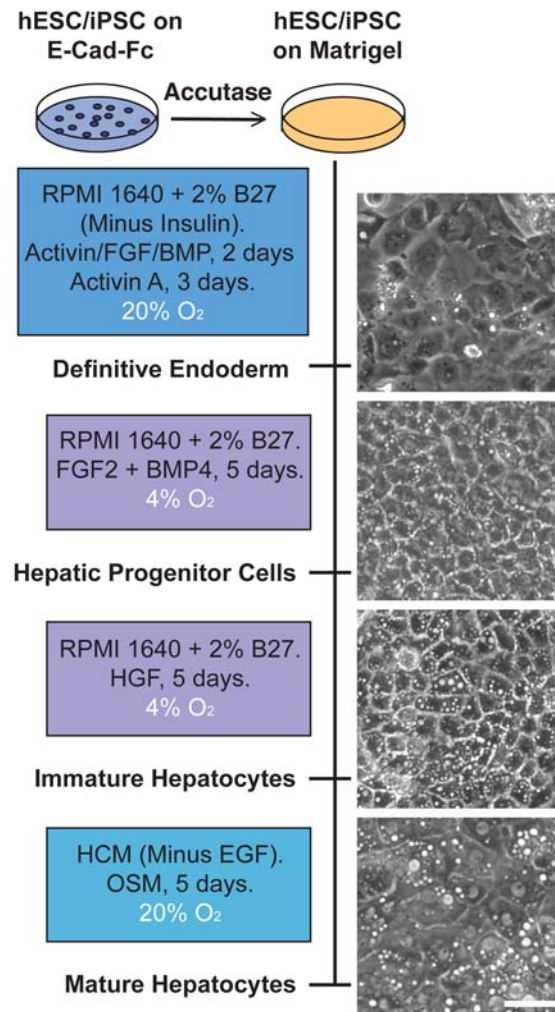 hESC/iPSC on
E-Cad-Fc
hESC/iPSC
on Matrigel
Accutase
RPMI 1640 + 2% B27
(Minus Insulin).
Activin/FGF/BMP, 2 days
Activin A, 3 days.
20% O₂
Definitive Endoderm
RPMI 1640 + 2% B27.
FGF2 + BMP4, 5 days.
4% O₂
Hepatic Progenitor Cells
RPMI 1640 + 2% B27.
HGF, 5 days.
4% O₂
Immature Hepatocytes
HCM (Minus EGF).
OSM, 5 days.
20% O₂
Mature Hepatocytes